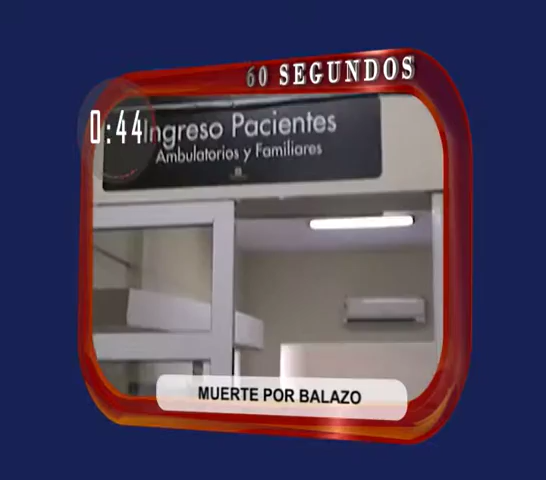 60 SEGUNDOS
0:44
Ingreso Pacientes
Ambulatorios y Familiares
MUERTE POR BALAZO